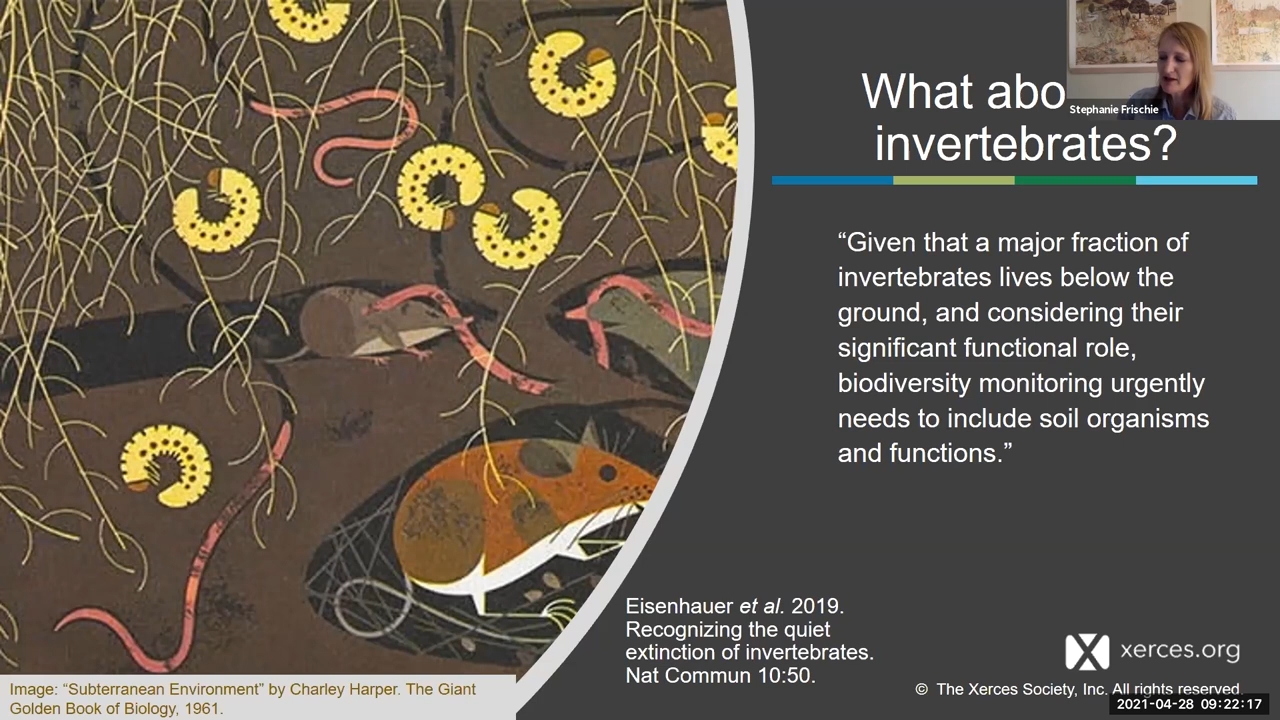 What abo
invertebrates?
Stephanie Frischie
“Given that a major fraction of
invertebrates lives below the
ground, and considering their
significant functional role,
biodiversity monitoring urgently
needs to include soil organisms
and functions.”
Eisenhauer et al. 2019.
Recognizing the quiet
extinction of invertebrates.
Nat Commun 10:50.
xerces.org
© The Xerces Society, Inc. All rights reserved.
Image: “Subterranean Environment” by Charley Harper. The Giant
Golden Book of Biology, 1961.
2021-04-28 09:22:17